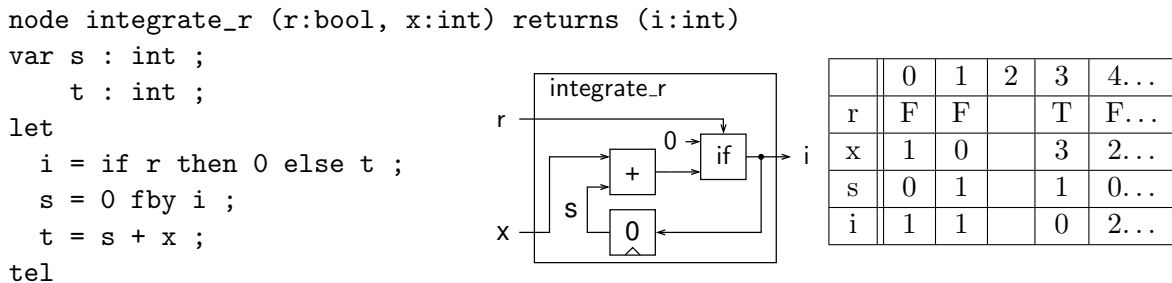 node integrate_r (r:bool, x:int) returns (i:int)
var s : int ;
t : int ;
let
i = if r then 0 else t ;
s = 0 fby i ;
t = s + x ;
tel
integrate_r
r
0
if
i
+
s
x
0
0 1 2 3 4...
r F F T F...
x 1 0 3 2...
s 0 1 1 0...
i 1 1 0 2...